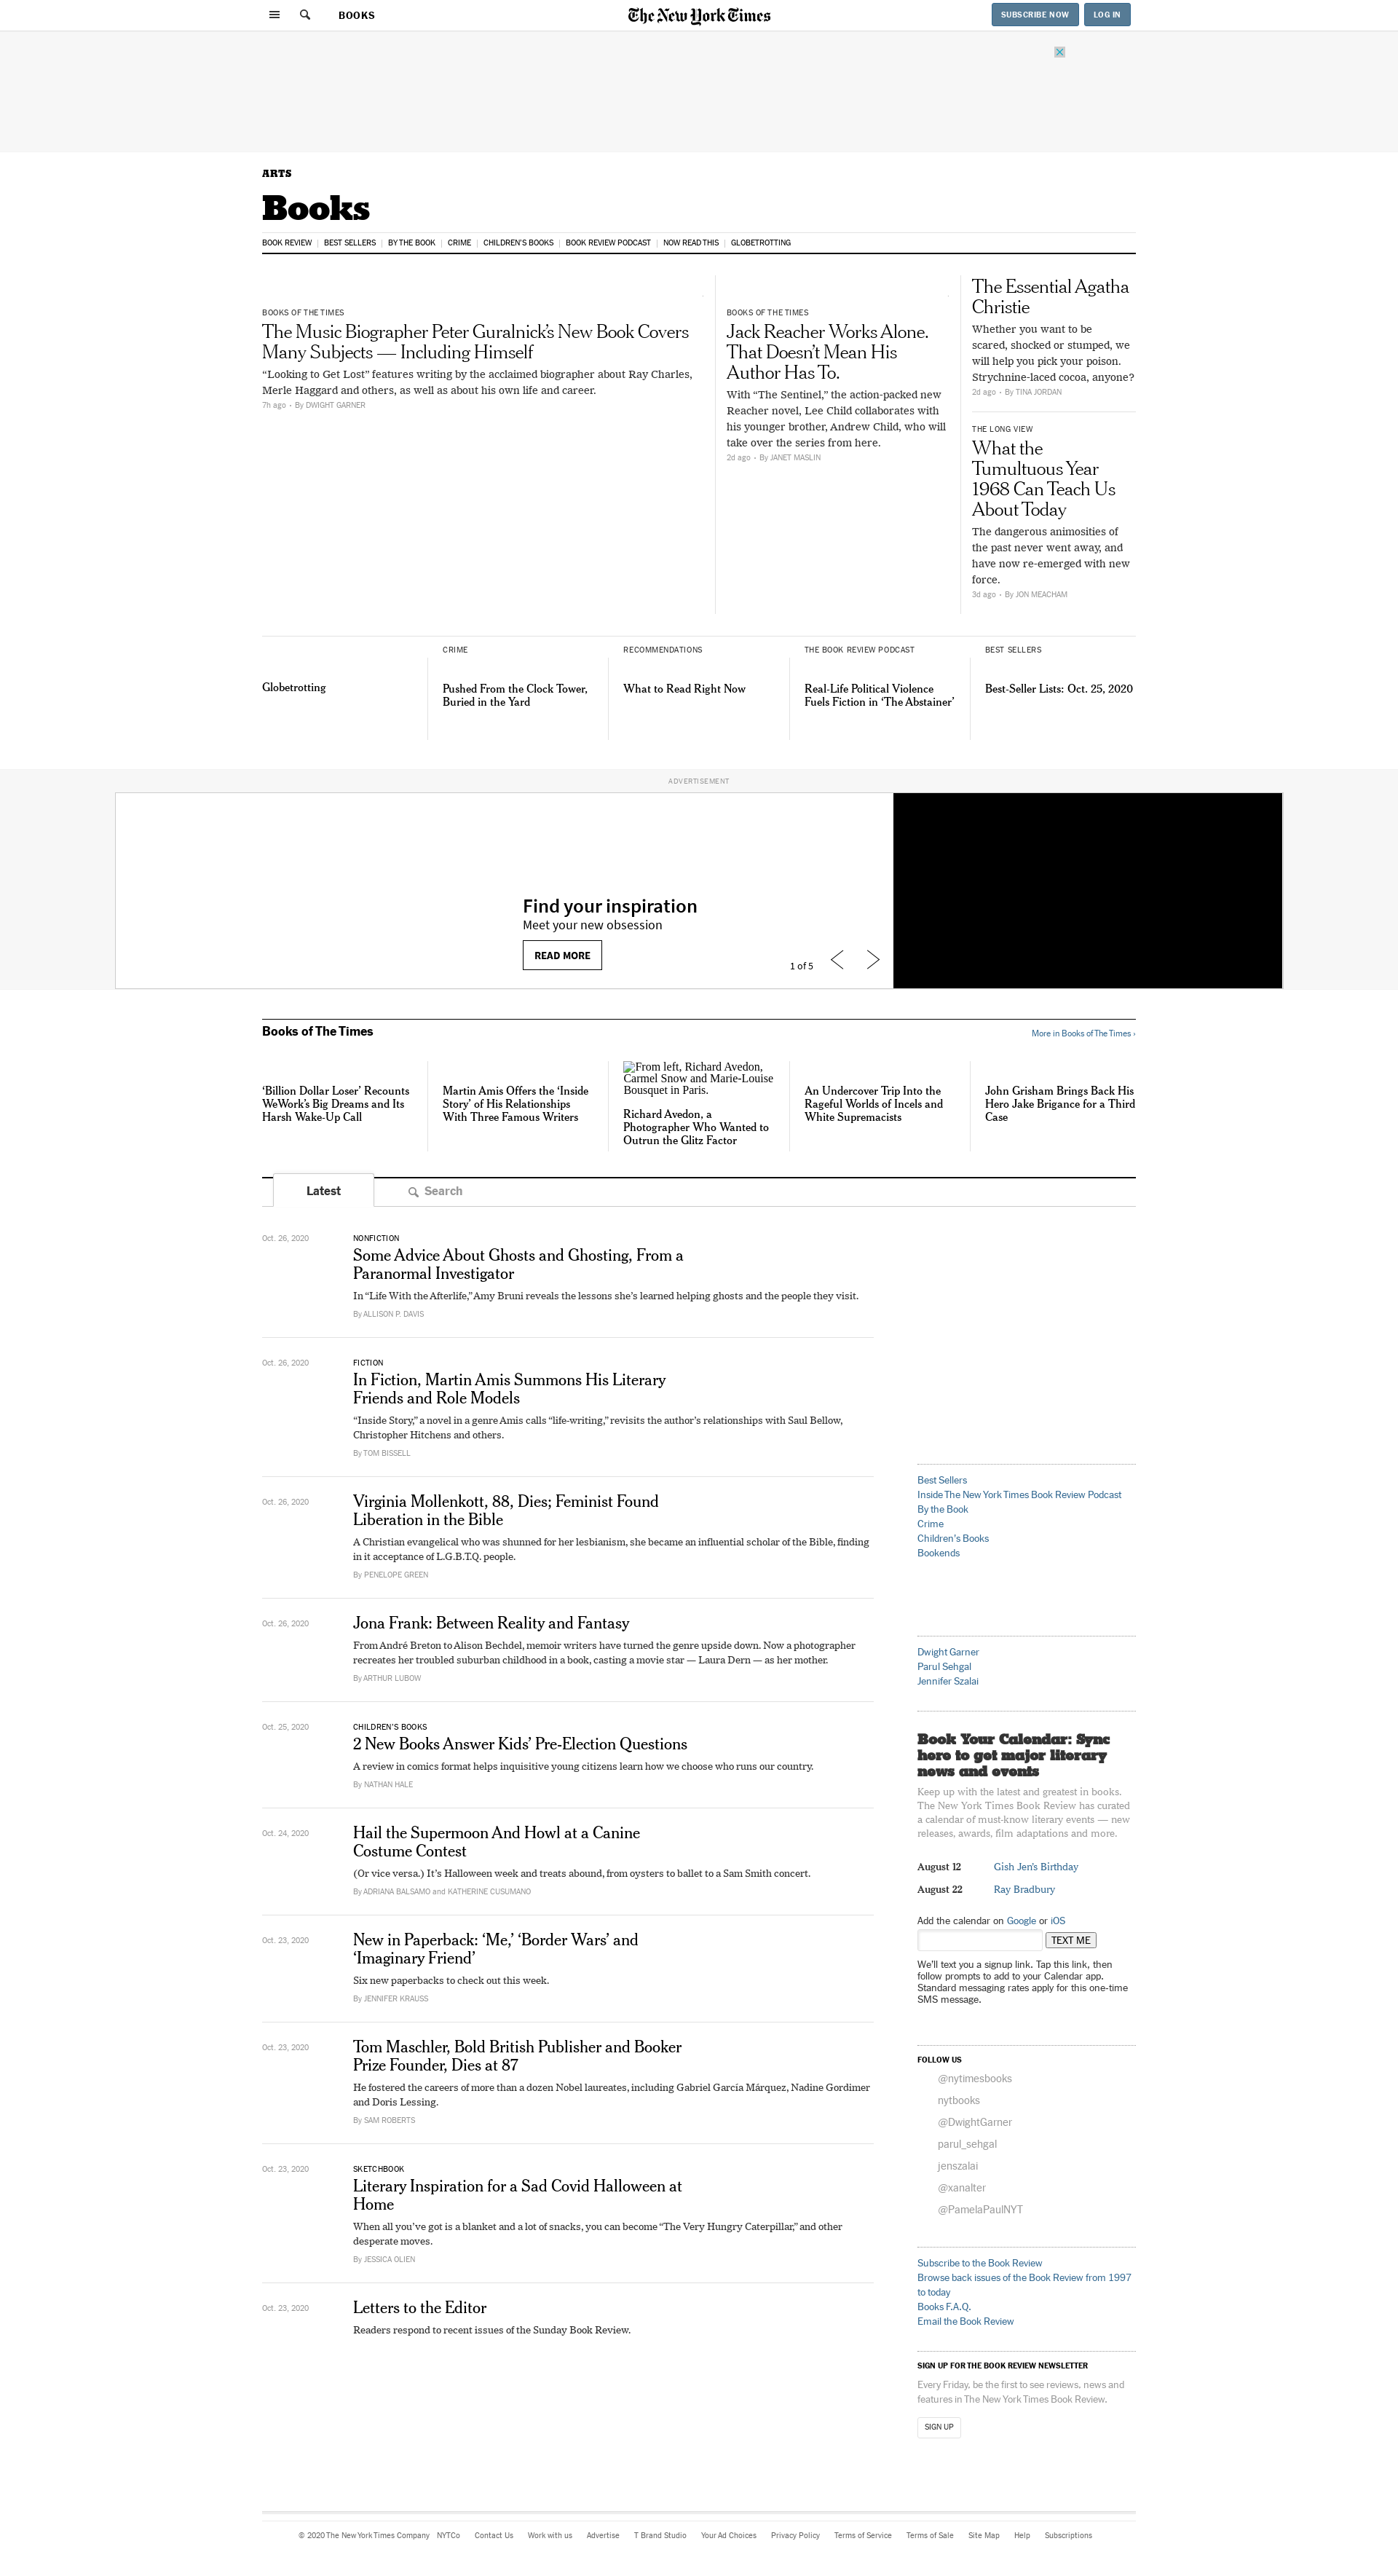 BOOKS
The New York Times
SUBSCRIBE NOW
LOG IN
ARTS
Books
BOOK REVIEW
BEST SELLERS
BY THE BOOK
CRIME
CHILDREN'S BOOKS
BOOK REVIEW PODCAST
NOW READ THIS
GLOBETROTTING
BOOKS OF THE TIMES
The Music Biographer Peter Guralnick’s New Book Covers
Many Subjects — Including Himself
“Looking to Get Lost” features writing by the acclaimed biographer about Ray Charles,
Merle Haggard and others, as well as about his own life and career.
7h ago • By DWIGHT GARNER
BOOKS OF THE TIMES
Jack Reacher Works Alone.
That Doesn’t Mean His
Author Has To.
With “The Sentinel,” the action-packed new
Reacher novel, Lee Child collaborates with
his younger brother, Andrew Child, who will
take over the series from here.
2d ago • By JANET MASLIN
The Essential Agatha
Christie
Whether you want to be
scared, shocked or stumped, we
will help you pick your poison.
Strychnine-laced cocoa, anyone?
2d ago • By TINA JORDAN
THE LONG VIEW
What the
Tumultuous Year
1968 Can Teach Us
About Today
The dangerous animosities of
the past never went away, and
have now re-emerged with new
force.
3d ago • By JON MEACHAM
Globetrotting
CRIME
Pushed From the Clock Tower,
Buried in the Yard
RECOMMENDATIONS
What to Read Right Now
THE BOOK REVIEW PODCAST
Real-Life Political Violence
Fuels Fiction in ‘The Abstainer’
BEST SELLERS
Best-Seller Lists: Oct. 25, 2020
ADVERTISEMENT
Find your inspiration
Meet your new obsession
READ MORE
1 of 5
Books of The Times
More in Books of The Times ›
‘Billion Dollar Loser’ Recounts
WeWork’s Big Dreams and Its
Harsh Wake-Up Call
Martin Amis Offers the ‘Inside
Story’ of His Relationships
With Three Famous Writers
From left, Richard Avedon,
Carmel Snow and Marie-Louise
Bousquet in Paris.
Richard Avedon, a
Photographer Who Wanted to
Outrun the Glitz Factor
An Undercover Trip Into the
Rageful Worlds of Incels and
White Supremacists
John Grisham Brings Back His
Hero Jake Brigance for a Third
Case
Latest
Search
Oct. 26, 2020
NONFICTION
Some Advice About Ghosts and Ghosting, From a
Paranormal Investigator
In “Life With the Afterlife,” Amy Bruni reveals the lessons she’s learned helping ghosts and the people they visit.
By ALLISON P. DAVIS
Oct. 26, 2020
FICTION
In Fiction, Martin Amis Summons His Literary
Friends and Role Models
“Inside Story,” a novel in a genre Amis calls “life-writing,” revisits the author’s relationships with Saul Bellow,
Christopher Hitchens and others.
By TOM BISSELL
Oct. 26, 2020
Virginia Mollenkott, 88, Dies; Feminist Found
Liberation in the Bible
A Christian evangelical who was shunned for her lesbianism, she became an influential scholar of the Bible, finding
in it acceptance of L.G.B.T.Q. people.
By PENELOPE GREEN
Oct. 26, 2020
Jona Frank: Between Reality and Fantasy
From André Breton to Alison Bechdel, memoir writers have turned the genre upside down. Now a photographer
recreates her troubled suburban childhood in a book, casting a movie star — Laura Dern — as her mother.
By ARTHUR LUBOW
Oct. 25, 2020
CHILDREN’S BOOKS
2 New Books Answer Kids’ Pre-Election Questions
A review in comics format helps inquisitive young citizens learn how we choose who runs our country.
By NATHAN HALE
Oct. 24, 2020
Hail the Supermoon And Howl at a Canine
Costume Contest
(Or vice versa.) It’s Halloween week and treats abound, from oysters to ballet to a Sam Smith concert.
By ADRIANA BALSAMO and KATHERINE CUSUMANO
Oct. 23, 2020
New in Paperback: ‘Me,’ ‘Border Wars’ and
‘Imaginary Friend’
Six new paperbacks to check out this week.
By JENNIFER KRAUSS
Oct. 23, 2020
Tom Maschler, Bold British Publisher and Booker
Prize Founder, Dies at 87
He fostered the careers of more than a dozen Nobel laureates, including Gabriel García Márquez, Nadine Gordimer
and Doris Lessing.
By SAM ROBERTS
Oct. 23, 2020
SKETCHBOOK
Literary Inspiration for a Sad Covid Halloween at
Home
When all you’ve got is a blanket and a lot of snacks, you can become “The Very Hungry Caterpillar,” and other
desperate moves.
By JESSICA OLIEN
Oct. 23, 2020
Letters to the Editor
Readers respond to recent issues of the Sunday Book Review.
Best Sellers
Inside The New York Times Book Review Podcast
By the Book
Crime
Children's Books
Bookends
Dwight Garner
Parul Sehgal
Jennifer Szalai
Book Your Calendar: Sync
here to get major literary
news and events
Keep up with the latest and greatest in books.
The New York Times Book Review has curated
a calendar of must-know literary events — new
releases, awards, film adaptations and more.
August 12 Gish Jen's Birthday
August 22 Ray Bradbury
Add the calendar on Google or iOS
TEXT ME
We'll text you a signup link. Tap this link, then
follow prompts to add to your Calendar app.
Standard messaging rates apply for this one-time
SMS message.
FOLLOW US
@nytimesbooks
nytbooks
@DwightGarner
parul_sehgal
jenszalai
@xanalter
@PamelaPaulNYT
Subscribe to the Book Review
Browse back issues of the Book Review from 1997
to today
Books F.A.Q.
Email the Book Review
SIGN UP FOR THE BOOK REVIEW NEWSLETTER
Every Friday, be the first to see reviews, news and
features in The New York Times Book Review.
SIGN UP
© 2020 The New York Times Company NYTCo Contact Us Work with us Advertise T Brand Studio Your Ad Choices Privacy Policy Terms of Service Terms of Sale Site Map Help Subscriptions